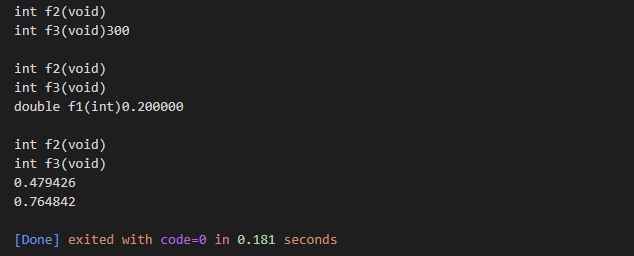 int f2(void)
int f3(void)300
int f2(void)
int f3(void)
double f1(int)0.200000
int f2(void)
int f3(void)
0.479426
0.764842
[Done] exited with code=0 in 0.181 seconds